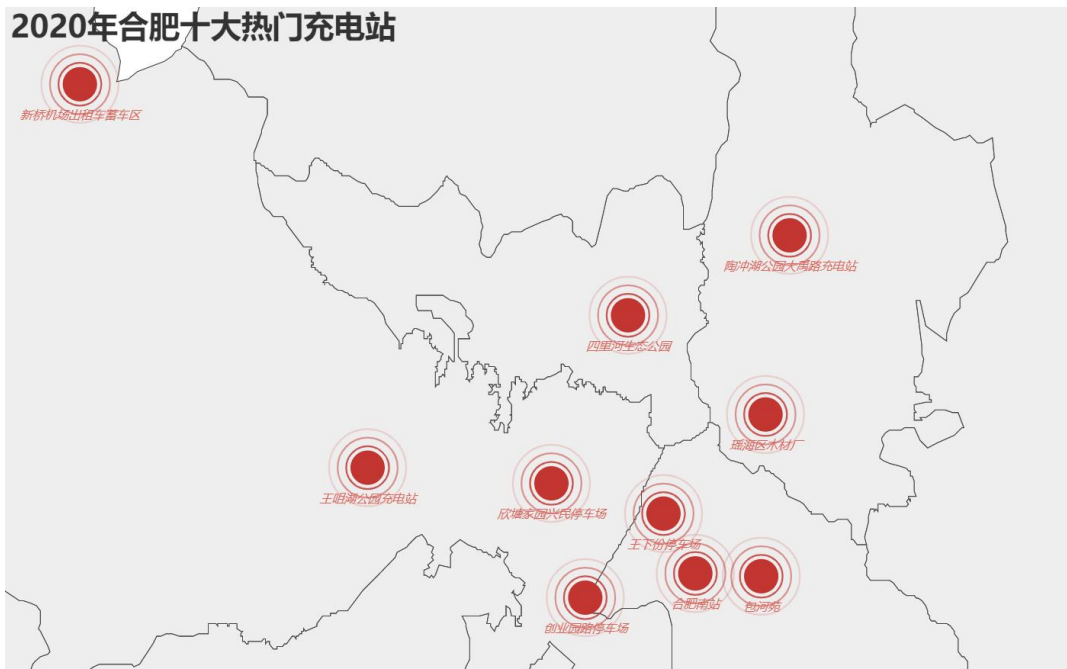 2020年合肥十大热门充电站
新桥机场出租车蓄车区
陶冲湖公园大禹路充电站
四里河生态公园
瑶海区木材厂
王咀湖公园充电站
欣塘家园兴民停车场
王下份停车场
合肥南站
包河苑
创业园路停车场